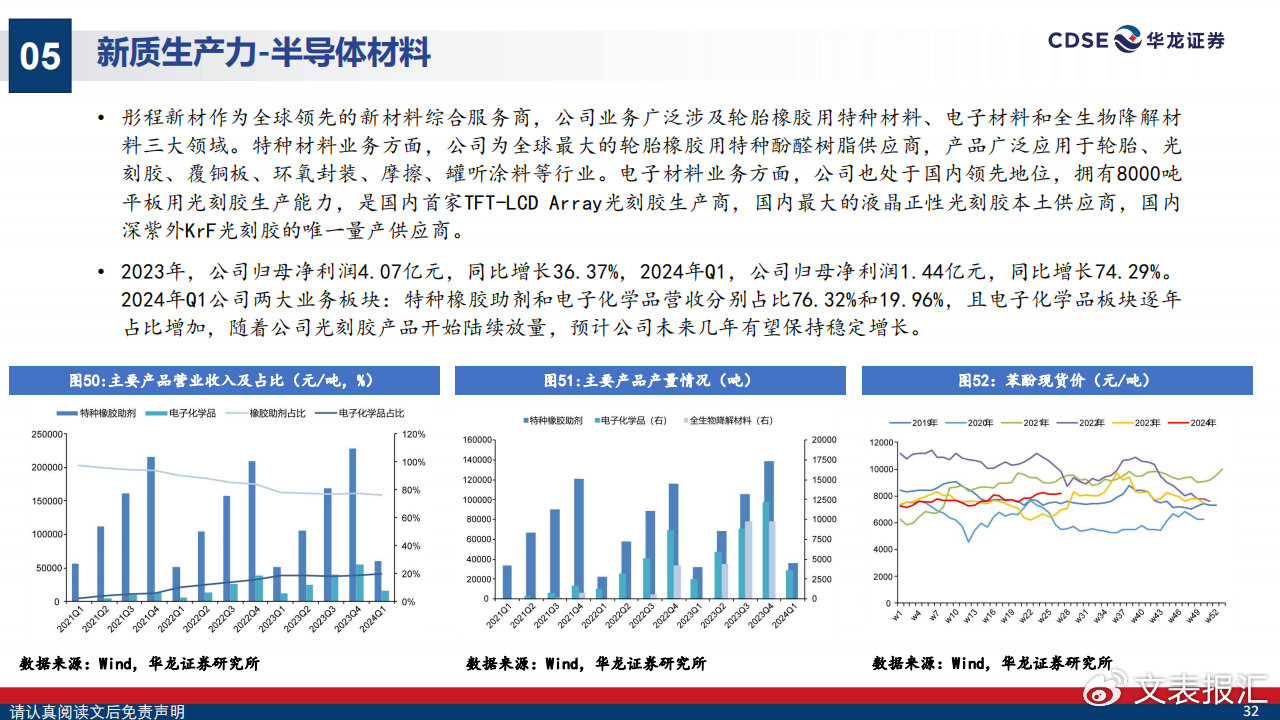 05
新质生产力-半导体材料
CDSE 华龙证券
• 彤程新材作为全球领先的新材料综合服务商，公司业务广泛涉及轮胎橡胶用特种材料、电子材料和全生物降解材
料三大领域。特种材料业务方面，公司为全球最大的轮胎橡胶用特种酚醛树脂供应商，产品广泛应用于轮胎、光
刻胶、覆铜板、环氧封装、摩擦、罐听涂料等行业。电子材料业务方面，公司也处于国内领先地位，拥有8000吨
平板用光刻胶生产能力，是国内首家TFT-LCD Array光刻胶生产商，国内最大的液晶正性光刻胶本土供应商，国内
深紫外KrF光刻胶的唯一量产供应商。
• 2023年，公司归母净利润4.07亿元，同比增长36.37%，2024年Q1，公司归母净利润1.44亿元，同比增长74.29%。
2024年Q1公司两大业务板块：特种橡胶助剂和电子化学品营收分别占比76.32%和19.96%，且电子化学品板块逐年
占比增加，随着公司光刻胶产品开始陆续放量，预计公司未来几年有望保持稳定增长。
图50:主要产品营业收入及占比（元/吨，%）
特种橡胶助剂 电子化学品 橡胶助剂占比 电子化学品占比
250000
200000
150000
100000
50000
0
120%
100%
80%
60%
40%
20%
0%
2021Q1 2021Q2 2021Q3 2021Q4 2022Q1 2022Q2 2022Q3 2022Q4 2023Q1 2023Q2 2023Q3 2023Q4 2024Q1
数据来源：Wind，华龙证券研究所
图51:主要产品产量情况（吨）
特种橡胶助剂 电子化学品（右） 全生物降解材料（右）
160000
140000
120000
100000
80000
60000
40000
20000
0
20000
17500
15000
12500
10000
7500
5000
2500
0
2021Q1 2021Q2 2021Q3 2021Q4 2022Q1 2022Q2 2022Q3 2022Q4 2023Q1 2023Q2 2023Q3 2023Q4 2024Q1
数据来源：Wind，华龙证券研究所
图52：苯酚现货价（元/吨）
2019年 2020年 2021年 2022年 2023年 2024年
12000
10000
8000
6000
4000
2000
0
w1 w4 w7 w10 w13 w16 w19 w22 w25 w28 w31 w34 w37 w40 w43 w46 w49 w52
数据来源：Wind，华龙证券研究所
文表报汇
请认真阅读文后免责声明
32